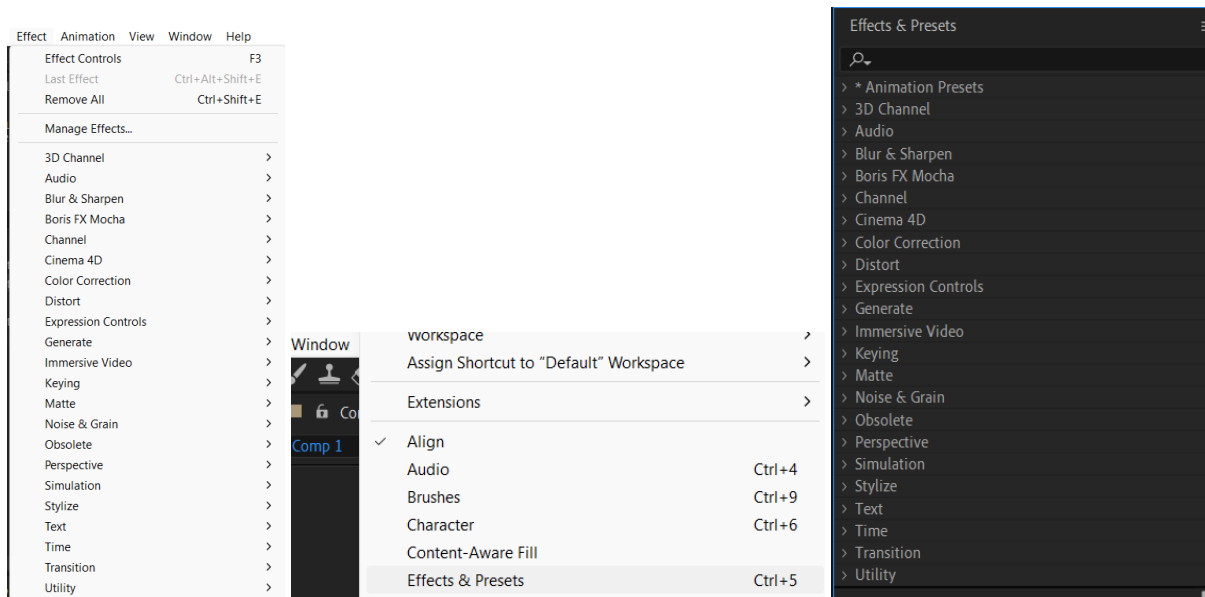 Effect Animation View Window Help
Effect Controls F3
Last Effect Ctrl+Alt+Shift+E
Remove All Ctrl+Shift+E
Manage Effects...
3D Channel
Audio
Blur & Sharpen
Boris FX Mocha
Channel
Cinema 4D
Color Correction
Distort
Expression Controls
Generate
Immersive Video
Keying
Matte
Noise & Grain
Obsolete
Perspective
Simulation
Stylize
Text
Time
Transition
Utility
Window
Co
Comp 1
Workspace
Assign Shortcut to “Default” Workspace
Extensions
Align
Audio Ctrl+4
Brushes Ctrl+9
Character Ctrl+6
Content-Aware Fill
Effects & Presets Ctrl+5
Effects & Presets
* Animation Presets
3D Channel
Audio
Blur & Sharpen
Boris FX Mocha
Channel
Cinema 4D
Color Correction
Distort
Expression Controls
Generate
Immersive Video
Keying
Matte
Noise & Grain
Obsolete
Perspective
Simulation
Stylize
Text
Time
Transition
Utility